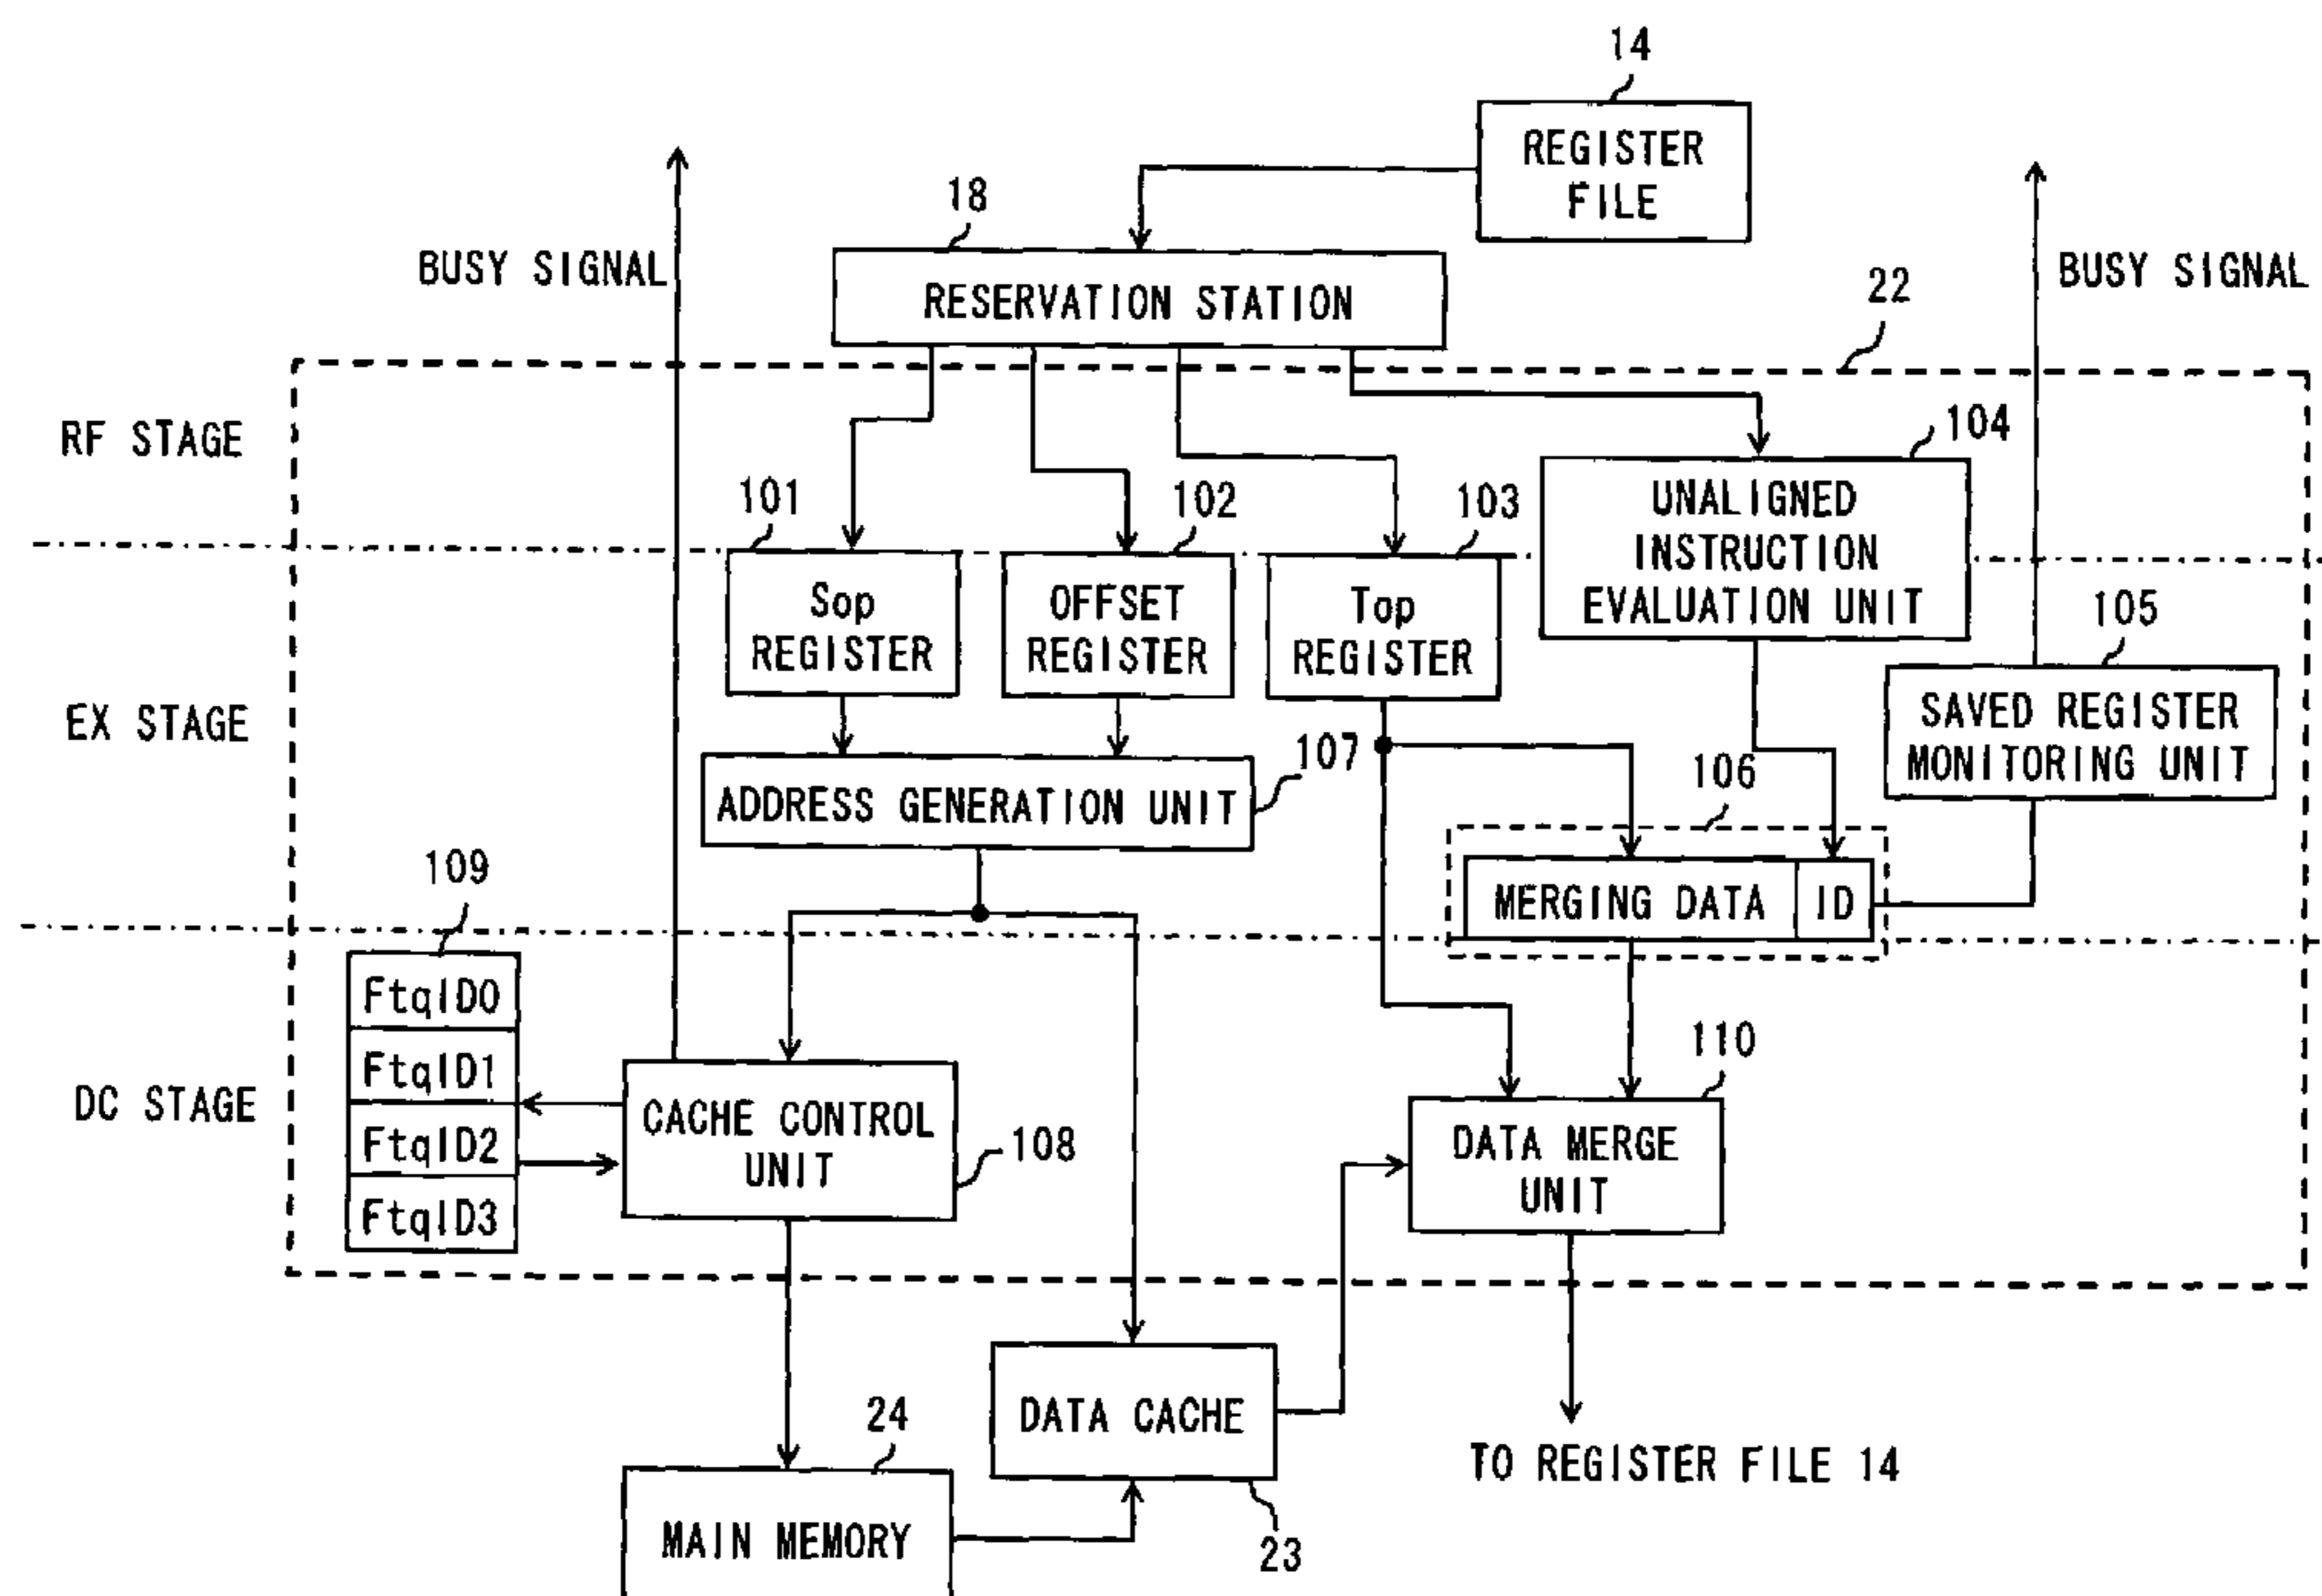 14
REGISTER
FILE
18
BUSY SIGNAL
RESERVATION STATION
22
BUSY SIGNAL
RF STAGE
104
101
102
103
UNALIGNED
INSTRUCTION
EVALUATION UNIT
Sop
REGISTER
OFFSET
REGISTER
Top
REGISTER
105
EX STAGE
SAVED REGISTER
MONITORING UNIT
107
106
ADDRESS GENERATION UNIT
109
MERGING DATA
ID
FtqID0
FtqID1
FtqID2
FtqID3
110
DC STAGE
CACHE CONTROL
UNIT
108
DATA MERGE
UNIT
24
DATA CACHE
TO REGISTER FILE 14
MAIN MEMORY
23